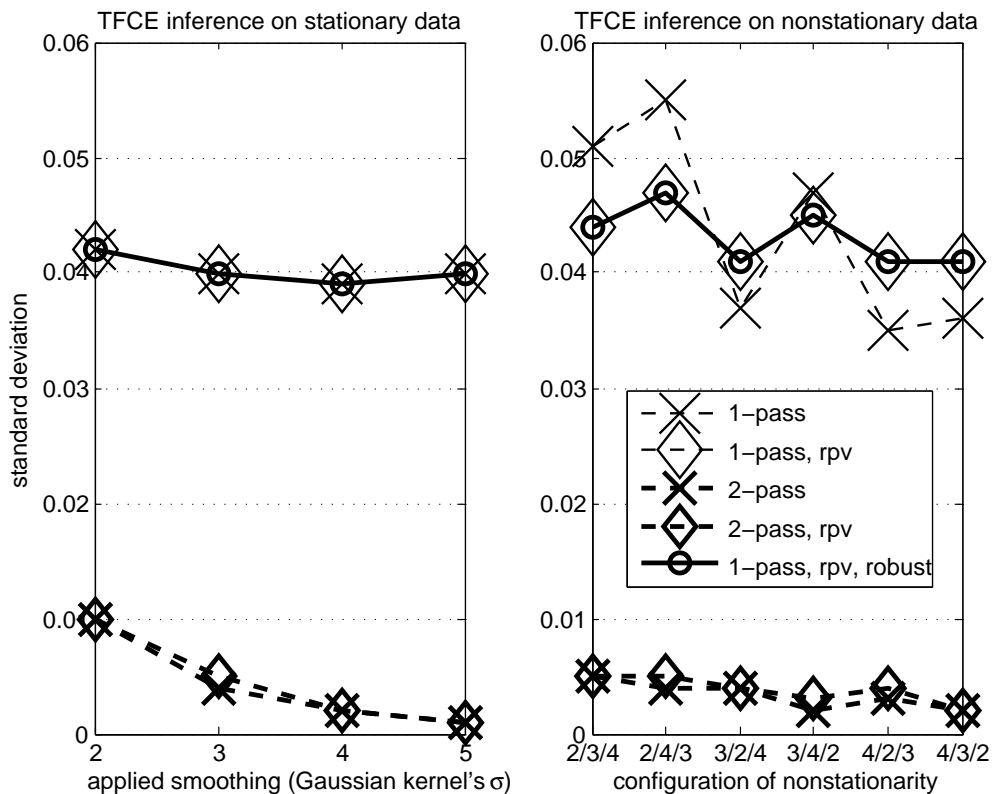 TFCE inference on stationary data
0.06
0.05
0.04
0.03
0.02
0.01
0
2
3
4
5
standard deviation
applied smoothing (Gaussian kernel's σ)
TFCE inference on nonstationary data
0.06
0.05
0.04
0.03
0.02
0.01
0
2/3/4
2/4/3
3/2/4
3/4/2
4/2/3
4/3/2
configuration of nonstationarity
1−pass
1−pass, rpv
2−pass
2−pass, rpv
1−pass, rpv, robust